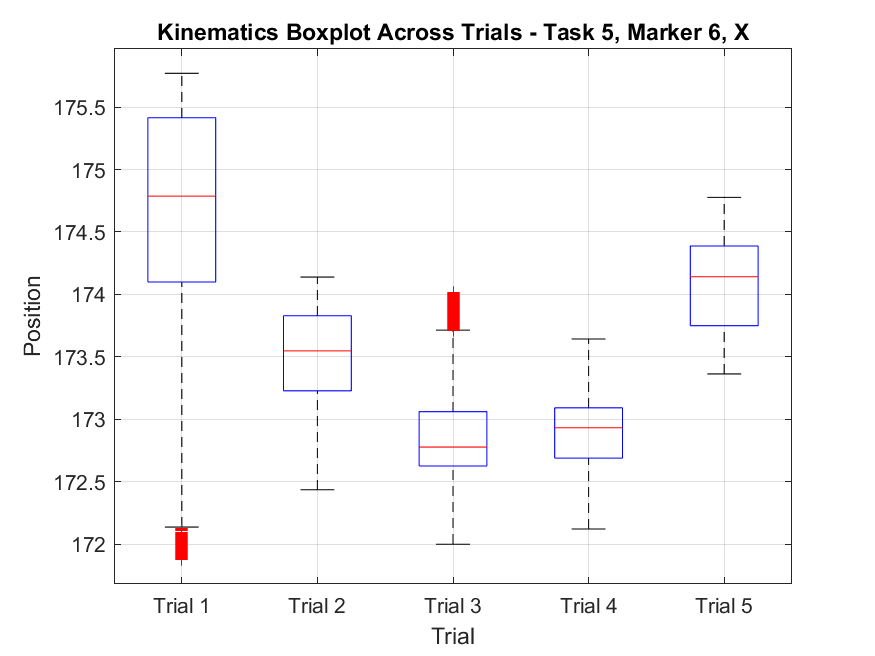 Kinematics Boxplot Across Trials - Task 5, Marker 6, X
175.5
175
174.5
174
173.5
173
172.5
172
Position
Trial 1 Trial 2 Trial 3 Trial 4 Trial 5
Trial